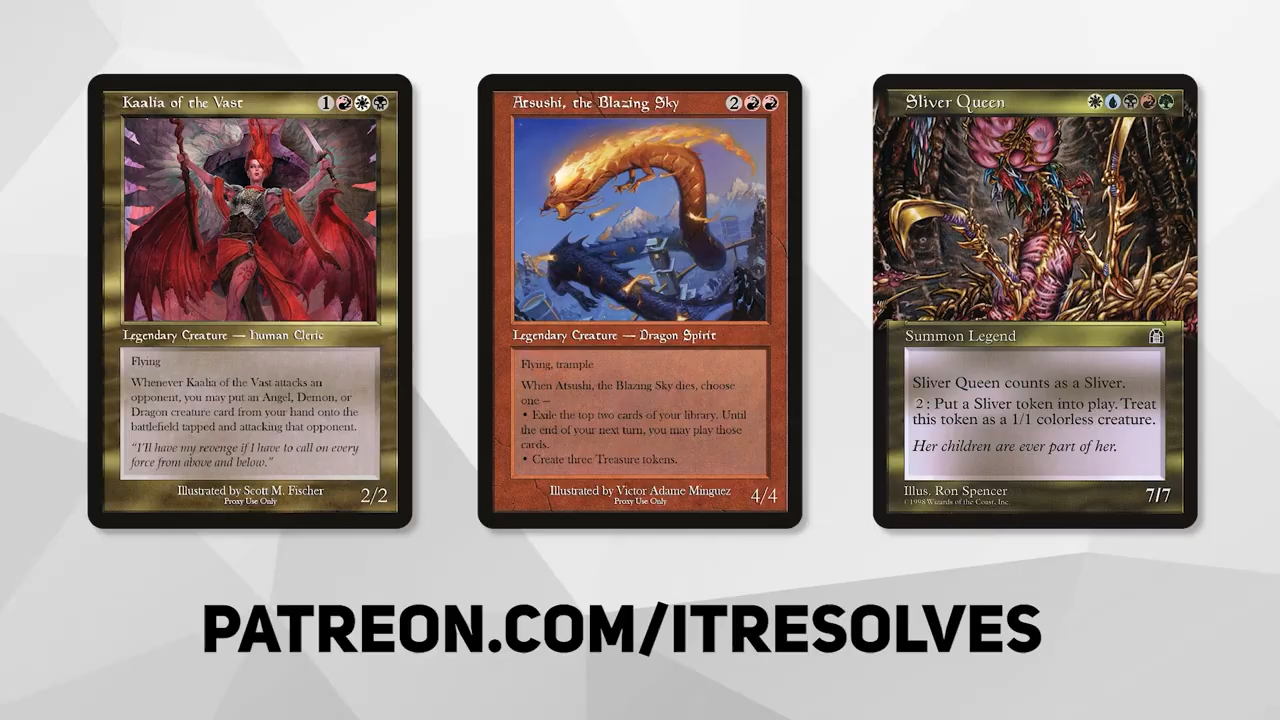 Kaalia of the Vast
1
Legendary Creature — Human Cleric
Flying
Whenever Kaalia of the Vast attacks an
opponent, you may put an Angel, Demon, or
Dragon creature card from your hand onto the
battlefield tapped and attacking that opponent.
"I'll have my revenge if I have to call on every
force from above and below."
Illustrated by Scott M. Fischer
Proxy Use Only
2/2
Atsushi, the Blazing Sky
2
Legendary Creature — Dragon Spirit
Flying, trample
When Atsushi, the Blazing Sky dies, choose
one —
• Exile the top two cards of your library. Until
the end of your next turn, you may play those
cards.
• Create three Treasure tokens.
Illustrated by Victor Adame Minguez
Proxy Use Only
4/4
Sliver Queen
Summon Legend
Sliver Queen counts as a Sliver.
2: Put a Sliver token into play. Treat
this token as a 1/1 colorless creature.
Her children are ever part of her.
Illus. Ron Spencer
©1998 Wizards of the Coast, Inc.
7/7
PATREON.COM/ITRESOLVES